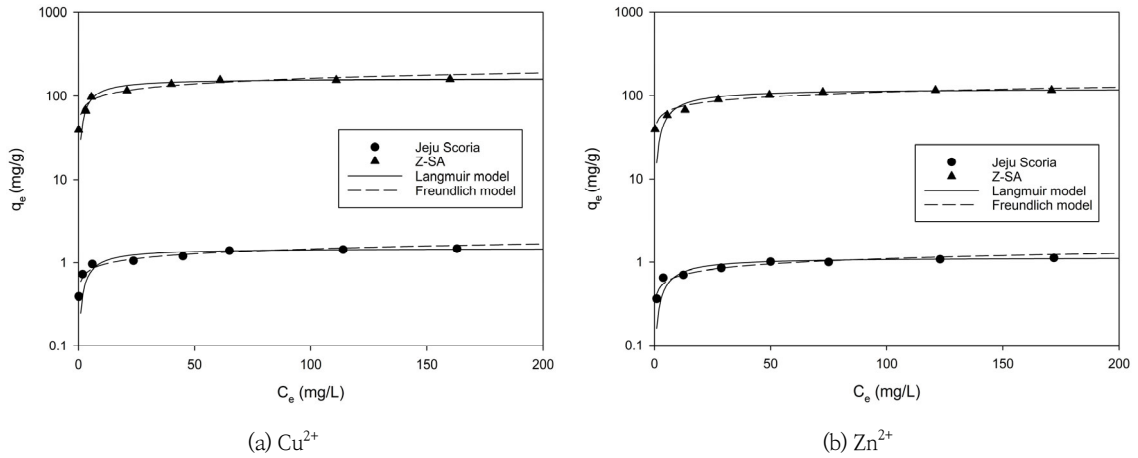 1000
100
10
1
0.1
qe (mg/g)
Jeju Scoria
Z-SA
Langmuir model
Freundlich model
0 50 100 150 200
Ce (mg/L)
(a) Cu2+
1000
100
10
1
0.1
qe (mg/g)
Jeju Scoria
Z-SA
Langmuir model
Freundlich model
0 50 100 150 200
Ce (mg/L)
(b) Zn2+